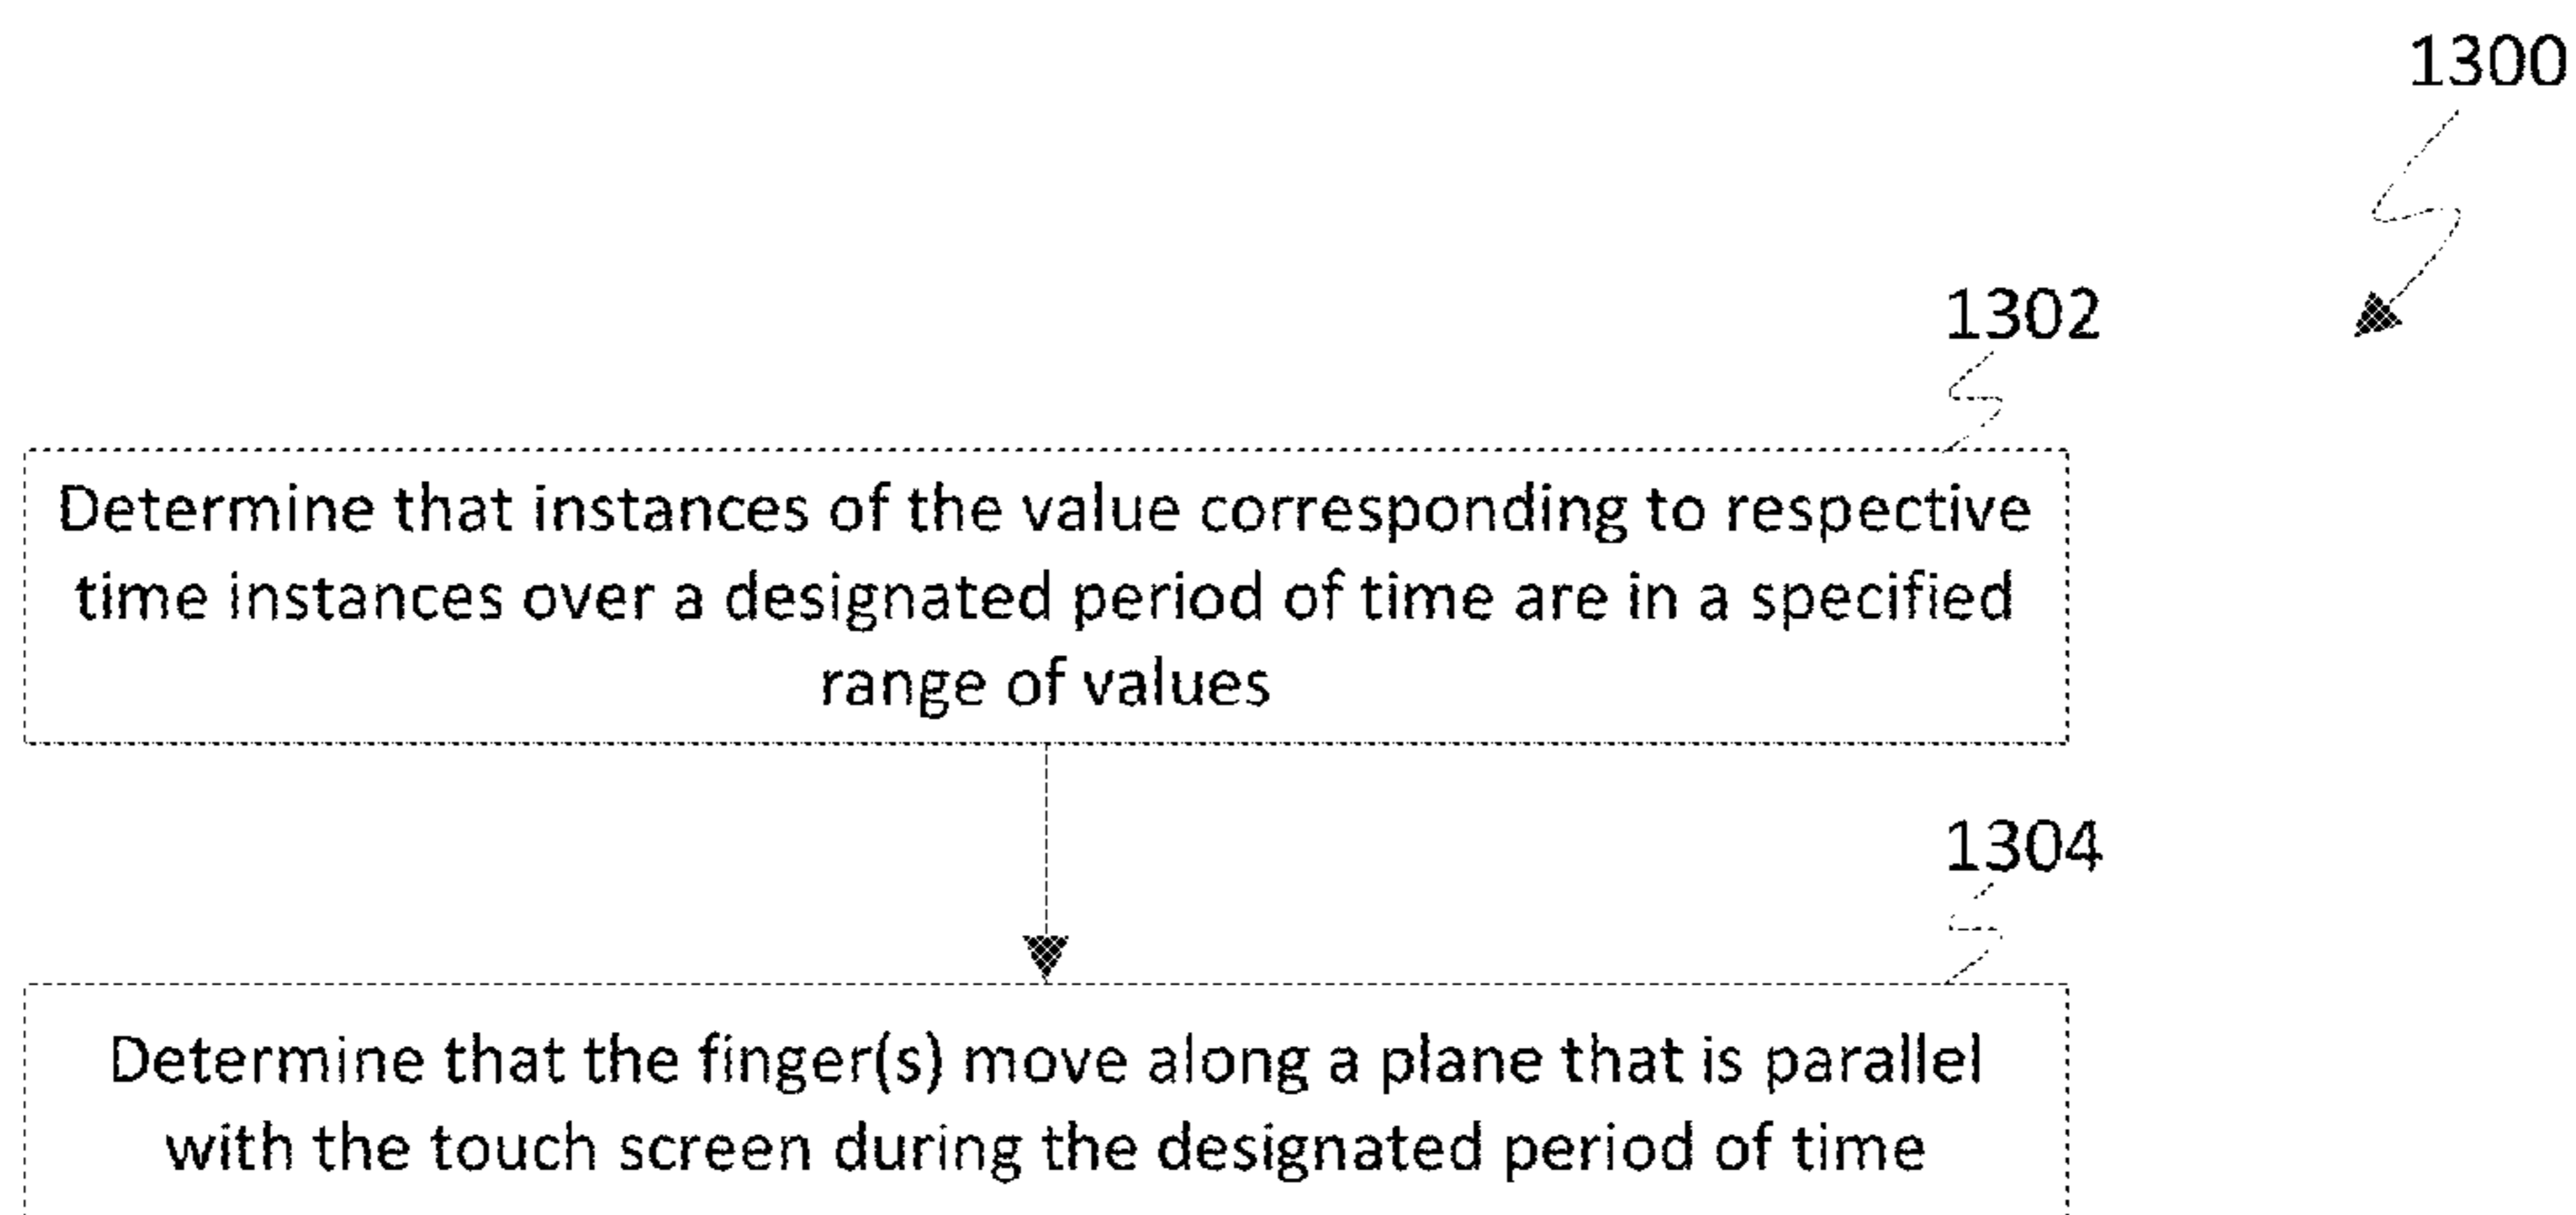 1300
1302
Determine that instances of the value corresponding to respective
time instances over a designated period of time are in a specified
range of values
1304
Determine that the finger(s) move along a plane that is parallel
with the touch screen during the designated period of time